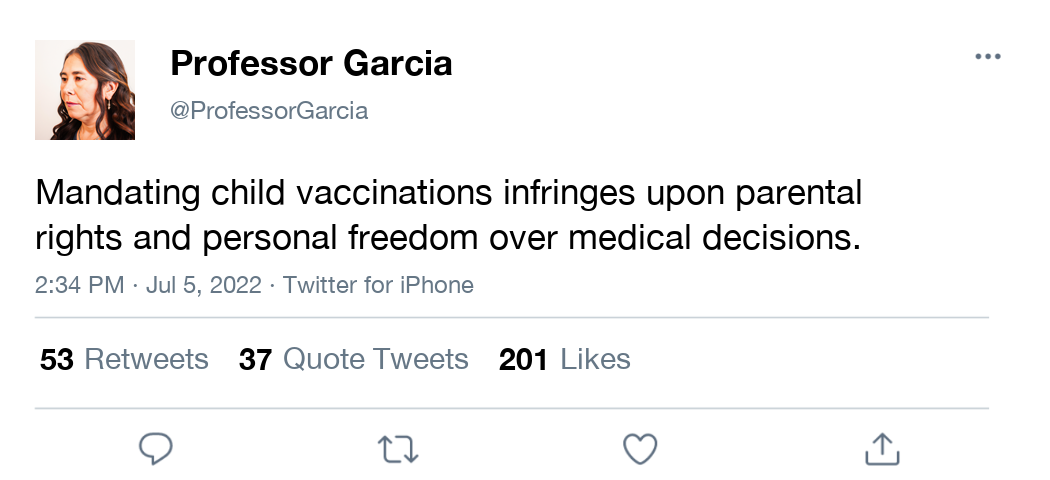 Professor Garcia
@ProfessorGarcia
Mandating child vaccinations infringes upon parental
rights and personal freedom over medical decisions.
2:34 PM · Jul 5, 2022 · Twitter for iPhone
53 Retweets 37 Quote Tweets 201 Likes